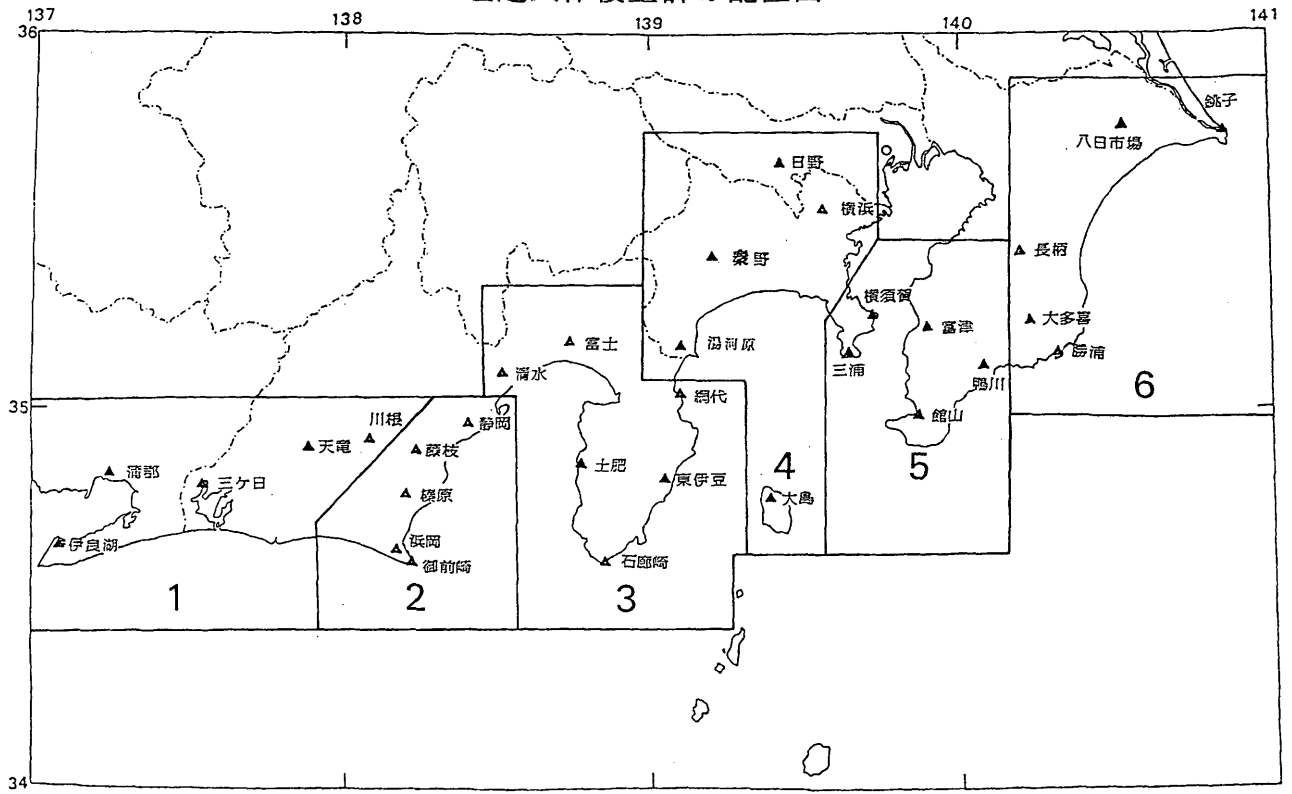 137
138
139
140
141
36
銚子
八日市場
日野
横浜
長柄
秦野
横須賀
大多喜
富津
富士
湯河原
勝浦
三浦
清水
鴨川
6
35
網代
川根
静岡
館山
天竜
藤枝
5
4
蒲郡
土肥
三ケ日
東伊豆
榛原
大島
伊良湖
浜岡
御前崎
石廊崎
1
2
3
34